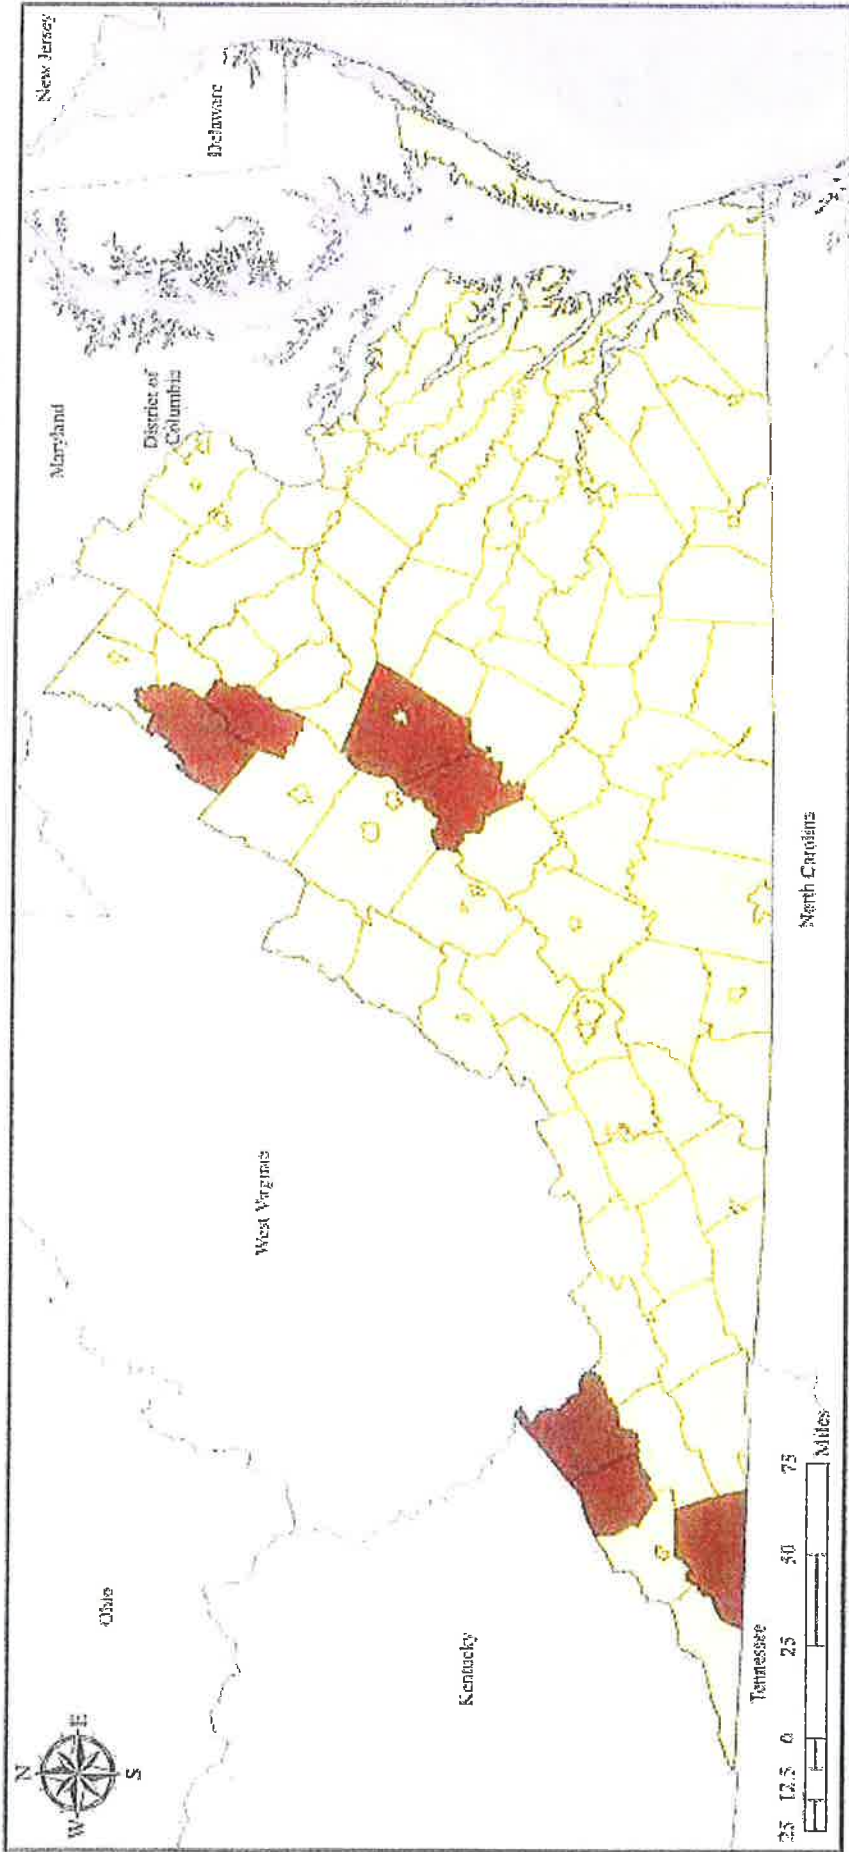 New Jersey
Maryland
Delaware
District of
Columbia
Ohio
West Virginia
Kentucky
Tennessee
North Carolina
N
W
E
S
25 12.5 0 25 50 75
Miles